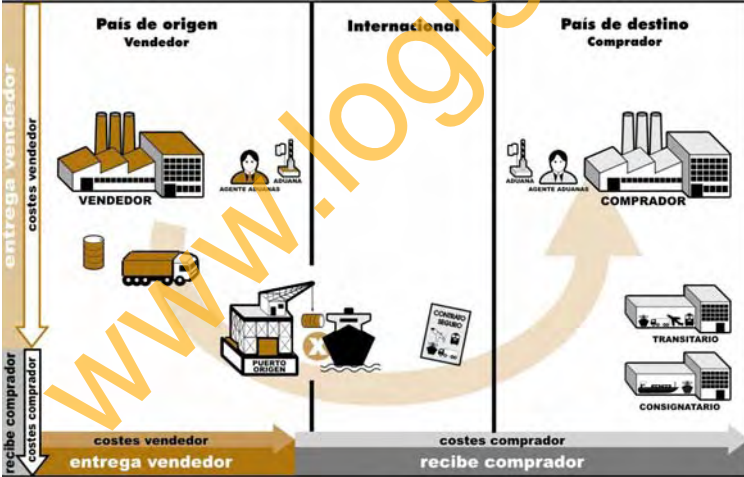 País de origen
Vendedor
Internacional
País de destino
Comprador
entrega vendedor
costes vendedor
VENDEDOR
AGENTE ADUANAS
ADUANA
ADUANA
AGENTE ADUANAS
COMPRADOR
PUERTO
ORIGEN
X
CONTRATO
SEGURO
TRANSITARIO
CONSIGNATARIO
recibe comprador
costes comprador
costes vendedor
costes comprador
entrega vendedor
recibe comprador
www.logis